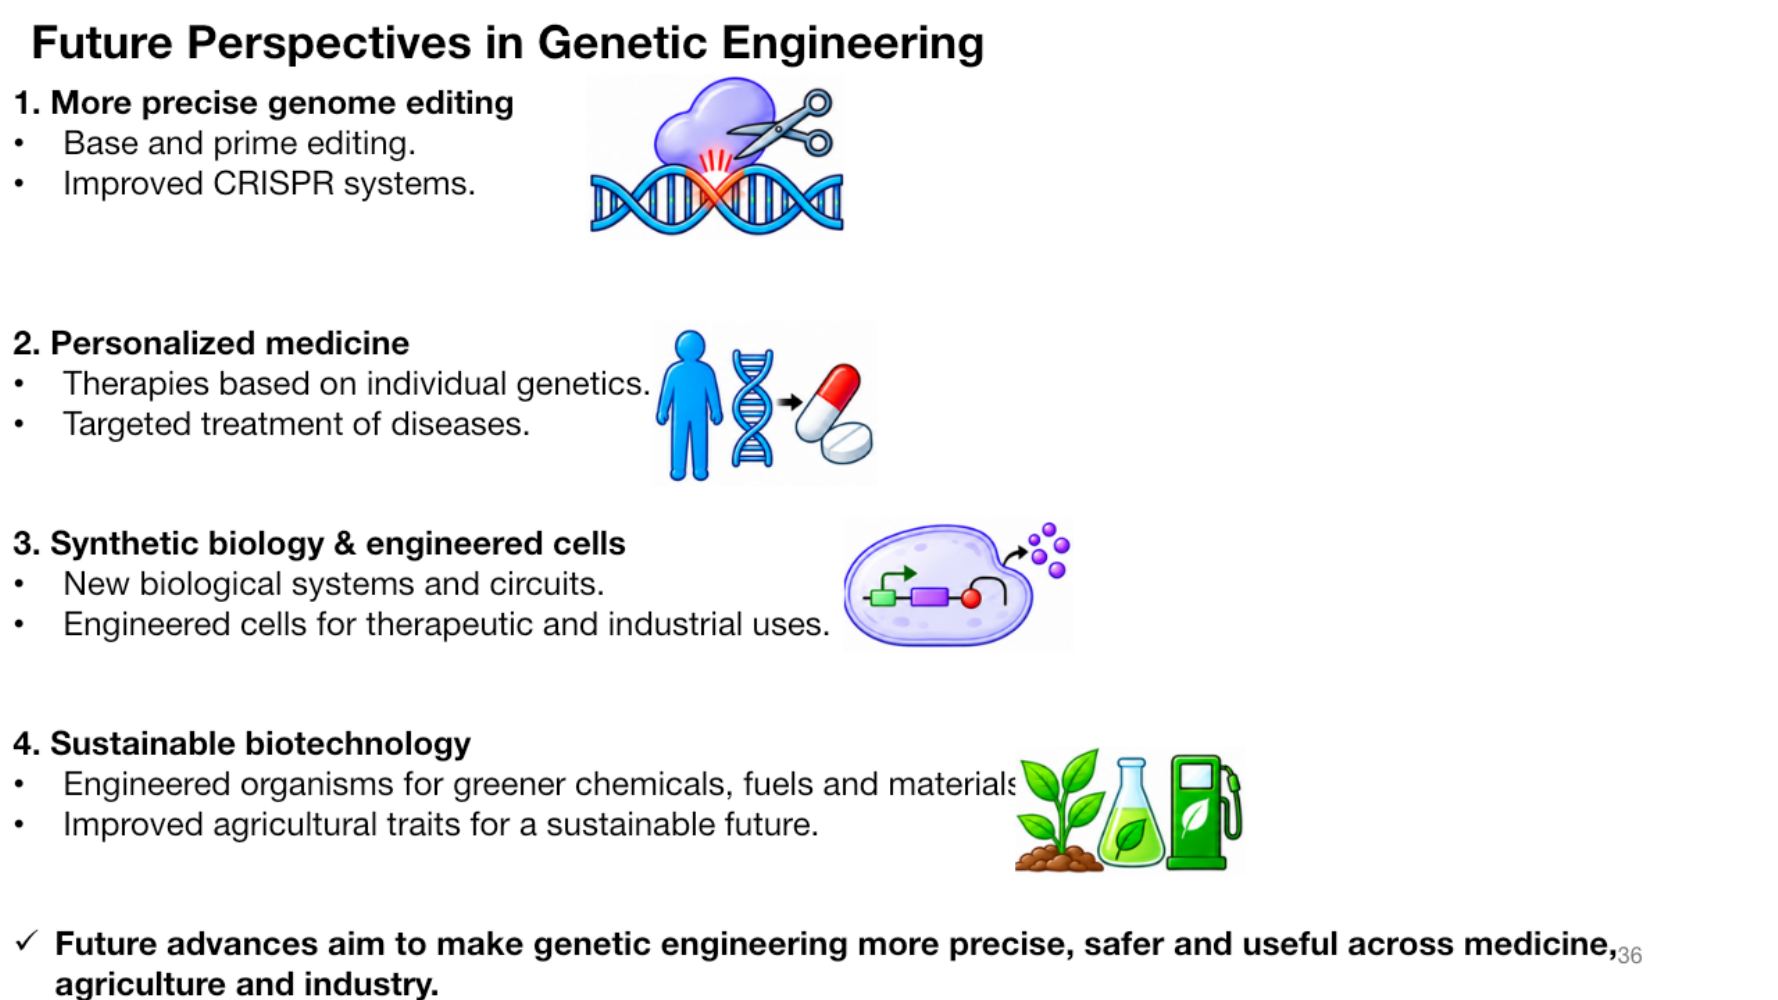 Future Perspectives in Genetic Engineering
1. More precise genome editing
• Base and prime editing.
• Improved CRISPR systems.
2. Personalized medicine
• Therapies based on individual genetics.
• Targeted treatment of diseases.
3. Synthetic biology & engineered cells
• New biological systems and circuits.
• Engineered cells for therapeutic and industrial uses.
4. Sustainable biotechnology
• Engineered organisms for greener chemicals, fuels and materials
• Improved agricultural traits for a sustainable future.
✓ Future advances aim to make genetic engineering more precise, safer and useful across medicine,
agriculture and industry.
36